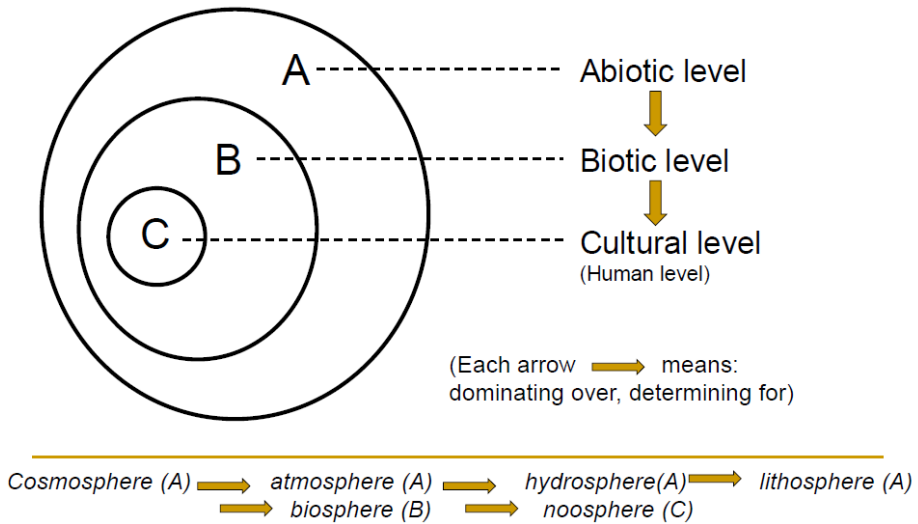 A
Abiotic level
B
Biotic level
C
Cultural level
(Human level)
(Each arrow means:
dominating over, determining for)
Cosmosphere (A) atmosphere (A) hydrosphere(A) lithosphere (A)
biosphere (B) noosphere (C)